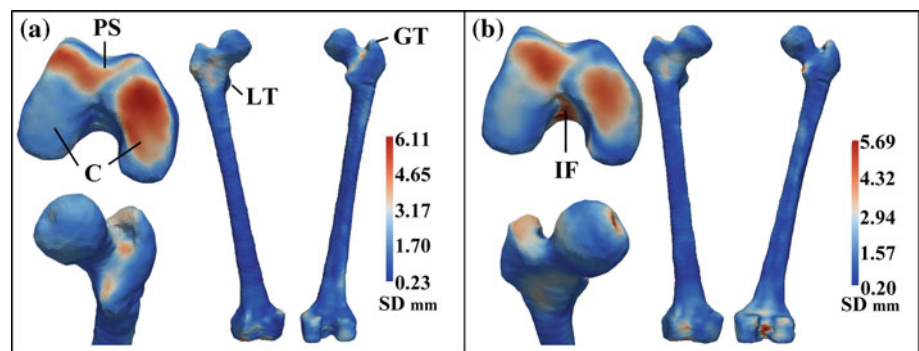 (a)
PS
GT
LT
C
6.11
4.65
3.17
1.70
0.23
SD mm
(b)
IF
5.69
4.32
2.94
1.57
0.20
SD mm